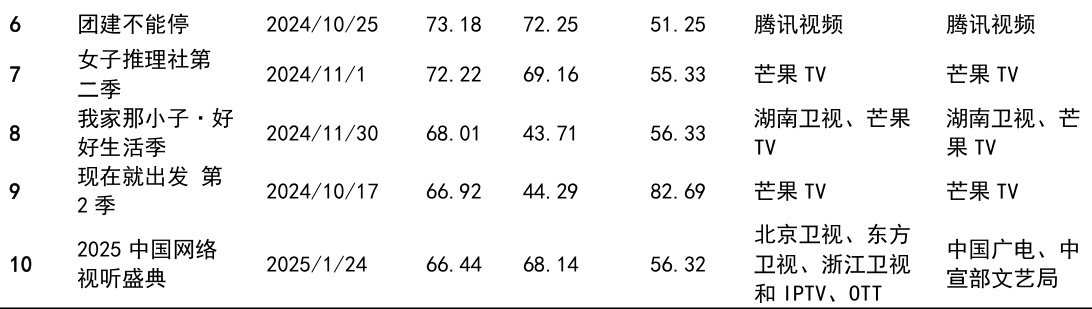 6 团建不能停 2024/10/25 73.18 72.25 51.25 腾讯视频 腾讯视频
7 女子推理社第 2024/11/1 72.22 69.16 55.33 芒果 TV 芒果 TV
二季
8 我家那小子·好 2024/11/30 68.01 43.71 56.33 湖南卫视、芒果 湖南卫视、芒
好生活季 TV 果 TV
9 现在就出发 第 2024/10/17 66.92 44.29 82.69 芒果 TV 芒果 TV
2 季
10 2025 中国网络 2025/1/24 66.44 68.14 56.32 北京卫视、东方 中国广电、中
视听盛典 卫视、浙江卫视 宣部文艺局
和 IPTV、OTT